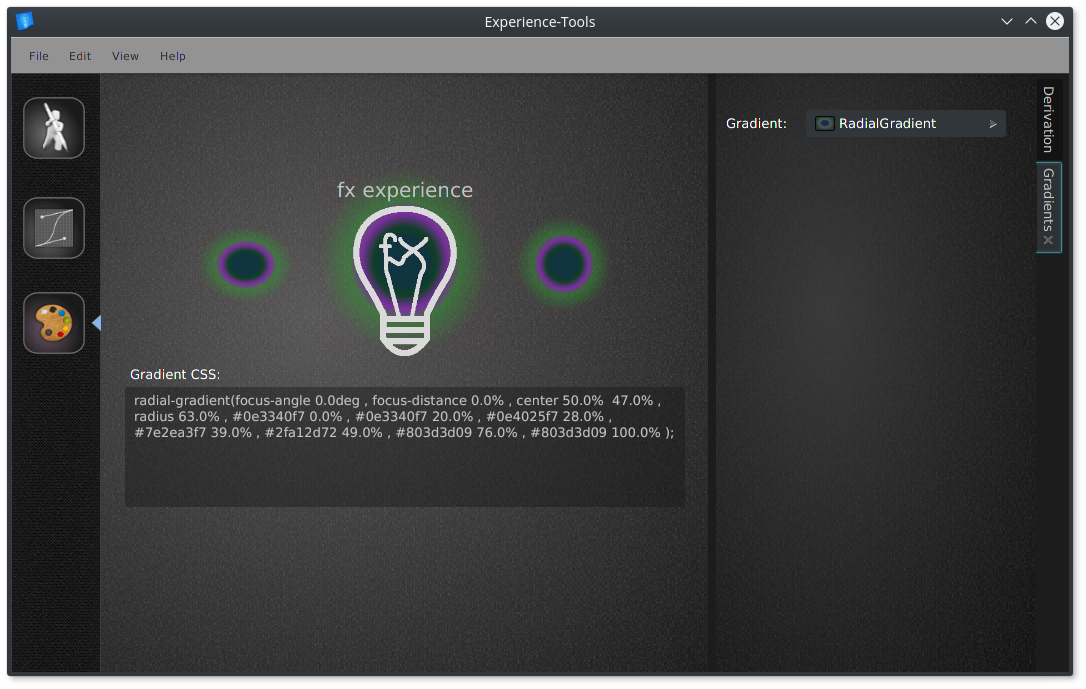 Experience-Tools
File Edit View Help
Derivation
Gradients
Gradient: RadialGradient
fx experience
fx
Gradient CSS:
radial-gradient(focus-angle 0.0deg , focus-distance 0.0% , center 50.0%  47.0% ,
radius 63.0% , #0e3340f7 0.0% , #0e3340f7 20.0% , #0e4025f7 28.0% ,
#7e2ea3f7 39.0% , #2fa12d72 49.0% , #803d3d09 76.0% , #803d3d09 100.0% );